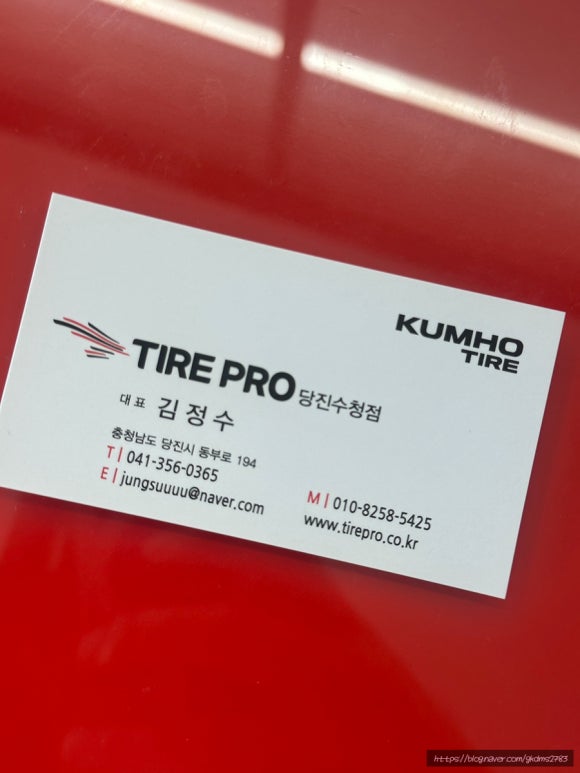 KUMHO
TIRE
TIRE PRO 당진수청점
대표 김정수
충청남도 당진시 동부로 194
T | 041-356-0365
M | 010-8258-5425
E | jungsuuuu@naver.com
www.tirepro.co.kr
https://blog.naver.com/gkdms2783